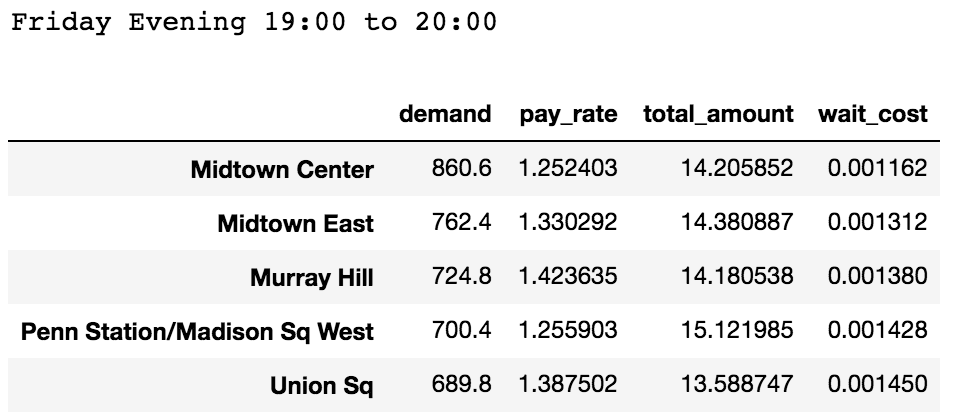 Friday Evening 19:00 to 20:00
demand pay_rate total_amount wait_cost
Midtown Center 860.6 1.252403 14.205852 0.001162
Midtown East 762.4 1.330292 14.380887 0.001312
Murray Hill 724.8 1.423635 14.180538 0.001380
Penn Station/Madison Sq West 700.4 1.255903 15.121985 0.001428
Union Sq 689.8 1.387502 13.588747 0.001450